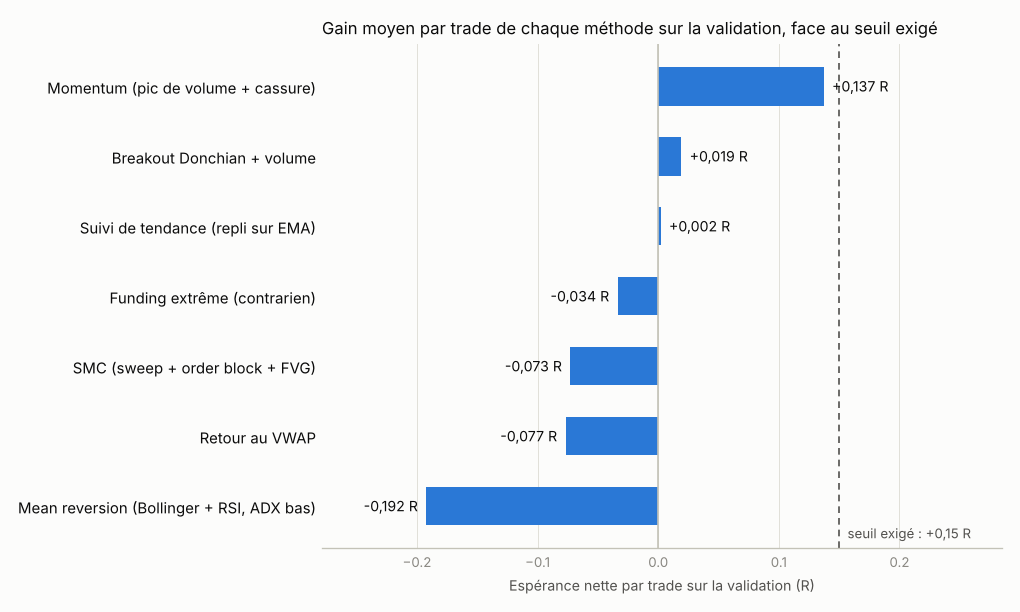 Gain moyen par trade de chaque méthode sur la validation, face au seuil exigé
Momentum (pic de volume + cassure)
+0,137 R
Breakout Donchian + volume
+0,019 R
Suivi de tendance (repli sur EMA)
+0,002 R
Funding extrême (contrarien)
-0,034 R
SMC (sweep + order block + FVG)
-0,073 R
Retour au VWAP
-0,077 R
Mean reversion (Bollinger + RSI, ADX bas)
-0,192 R
seuil exigé : +0,15 R
−0.2 −0.1 0.0 0.1 0.2
Espérance nette par trade sur la validation (R)